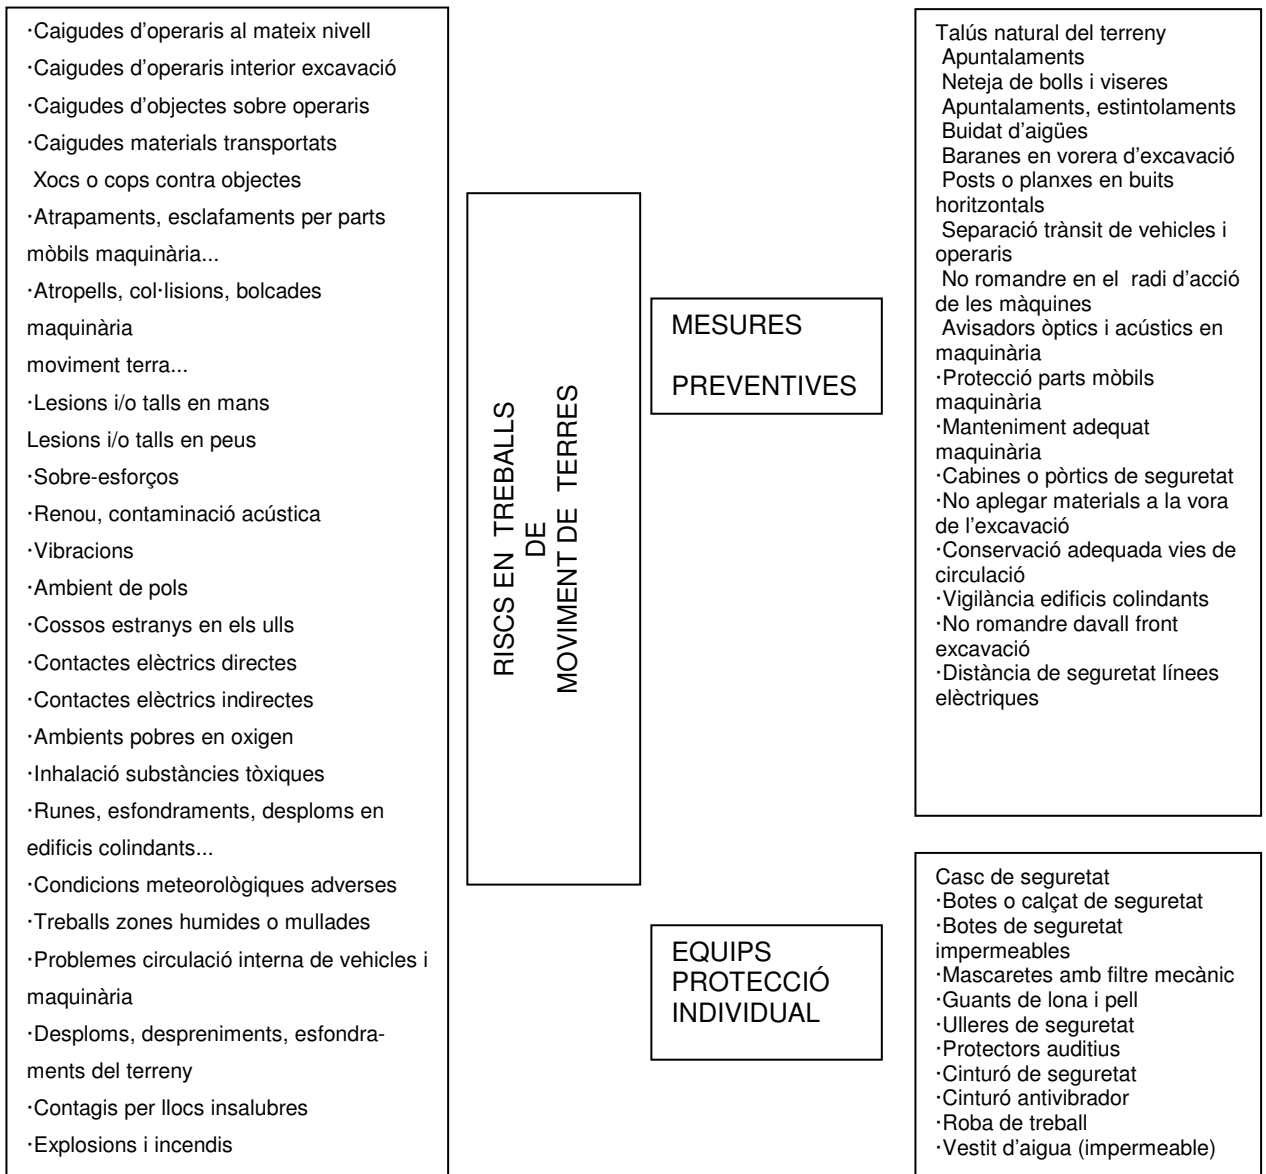 ·Caigudes d'operaris al mateix nivell
·Caigudes d'operaris interior excavació
·Caigudes d'objectes sobre operaris
·Caigudes materials transportats
Xocs o cops contra objectes
·Atrapaments, esclafaments per parts
mòbils maquinària...
·Atropells, col·lisions, bolcades
maquinària
moviment terra...
·Lesions i/o talls en mans
Lesions i/o talls en peus
·Sobre-esforços
·Renou, contaminació acústica
·Vibracions
·Ambient de pols
·Cossos estranys en els ulls
·Contactes elèctrics directes
·Contactes elèctrics indirectes
·Ambients pobres en oxigen
·Inhalació substàncies tòxiques
·Runes, esfondraments, desploms en
edificis colindants...
·Condicions meteorològiques adverses
·Treballs zones humides o mullades
·Problemes circulació interna de vehicles i
maquinària
·Desploms, despreniments, esfondra-
ments del terreny
·Contagis per llocs insalubres
·Explosions i incendis
RISCS EN TREBALLS
DE
MOVIMENT DE TERRES
MESURES
PREVENTIVES
Talús natural del terreny
Apuntalaments
Neteja de bolls i viseres
Apuntalaments, estintolaments
Buidat d'aigües
Baranes en vorera d'excavació
Posts o planxes en buits
horitzontals
Separació trànsit de vehicles i
operaris
No romandre en el radi d'acció
de les màquines
Avisadors òptics i acústics en
maquinària
·Protecció parts mòbils
maquinària
·Manteniment adequat
maquinària
·Cabines o pòrtics de seguretat
·No aplegar materials a la vora
de l'excavació
·Conservació adequada vies de
circulació
·Vigilància edificis colindants
·No romandre davall front
excavació
·Distància de seguretat línees
elèctriques
EQUIPS
PROTECCIÓ
INDIVIDUAL
Casc de seguretat
·Botes o calçat de seguretat
·Botes de seguretat
impermeables
·Mascaretes amb filtre mecànic
·Guants de lona i pell
·Ulleres de seguretat
·Protectors auditius
·Cinturó de seguretat
·Cinturó antivibrador
·Roba de treball
·Vestit d'aigua (impermeable)